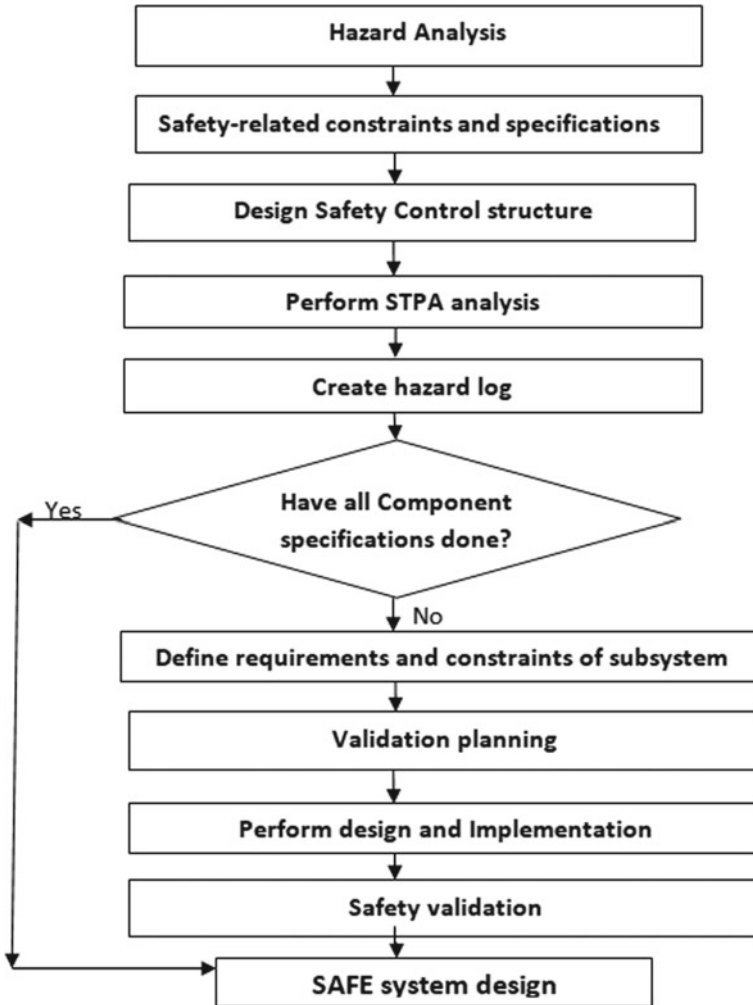 Hazard Analysis
Safety-related constraints and specifications
Design Safety Control structure
Perform STPA analysis
Create hazard log
Yes
Have all Component
specifications done?
No
Define requirements and constraints of subsystem
Validation planning
Perform design and Implementation
Safety validation
SAFE system design